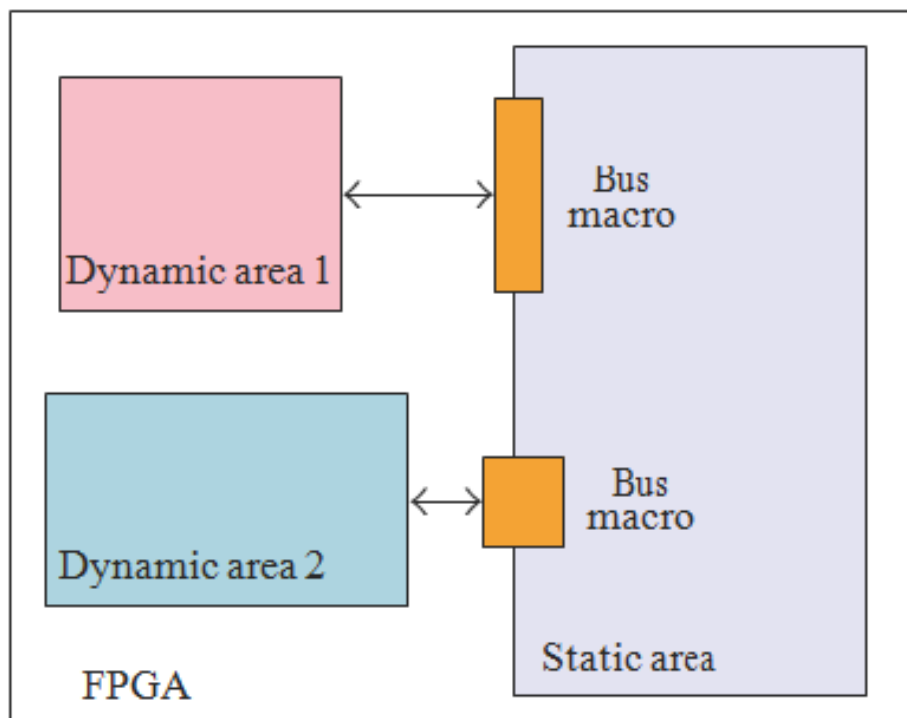 Bus
macro
Dynamic area 1
Bus
macro
Dynamic area 2
Static area
FPGA